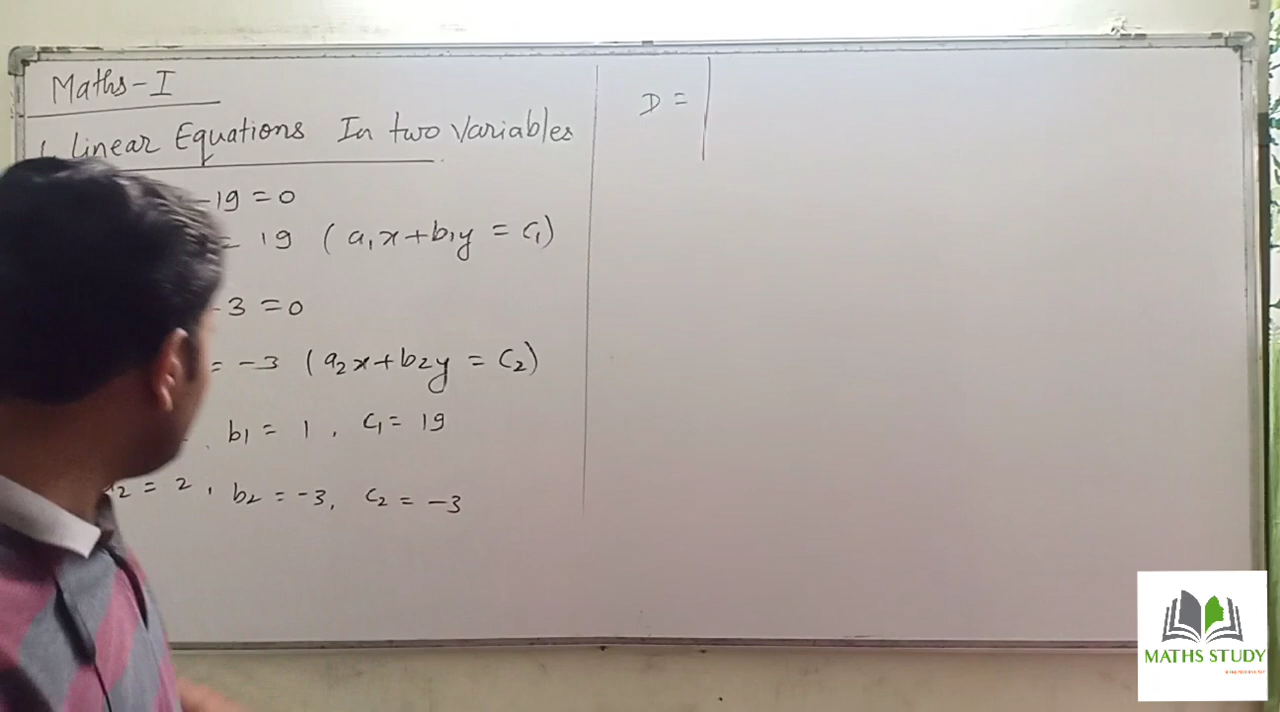 Maths-I
Linear Equations In two Variables
-19 = 0
= 19 ( a₁x + b₁y = c₁ )
-3 = 0
= -3 ( a₂x + b₂y = c₂ )
, b₁ = 1 , c₁ = 19
a₂ = 2 , b₂ = -3, c₂ = -3
D = |
MATHS STUDY